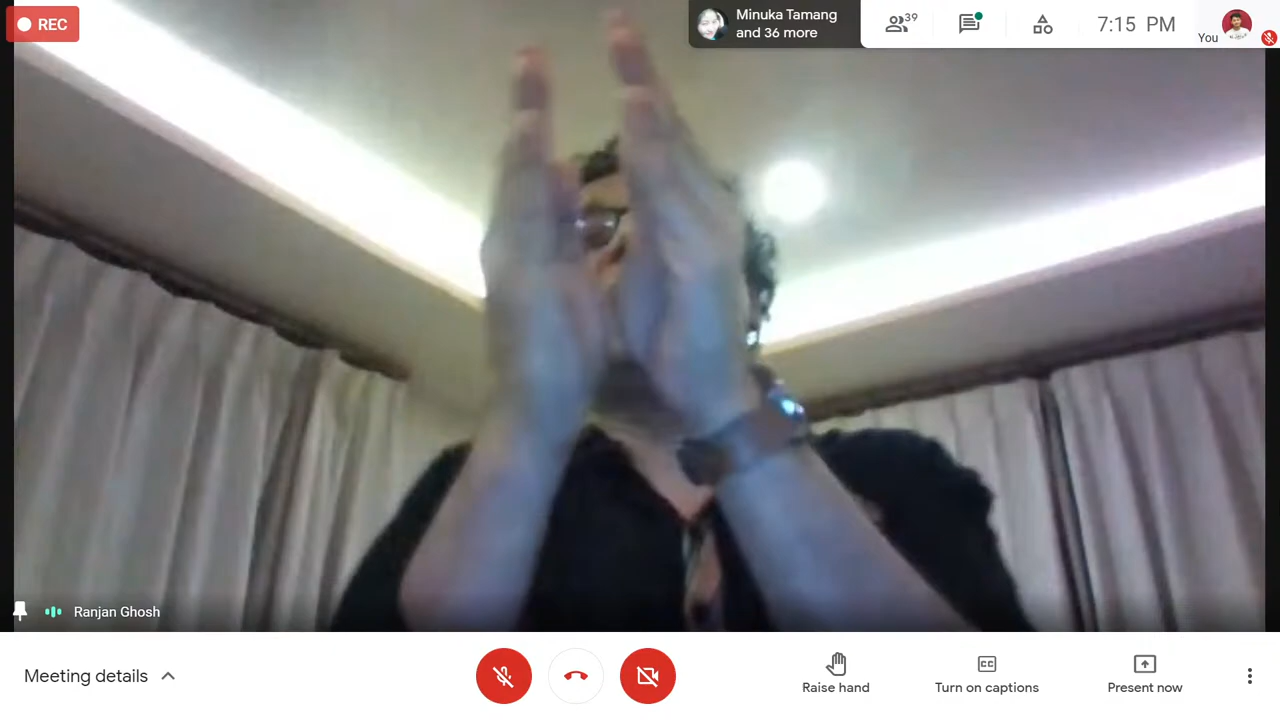 REC
Minuka Tamang
and 36 more
39
7:15 PM
You
Ranjan Ghosh
Meeting details
Raise hand
CC
Turn on captions
Present now